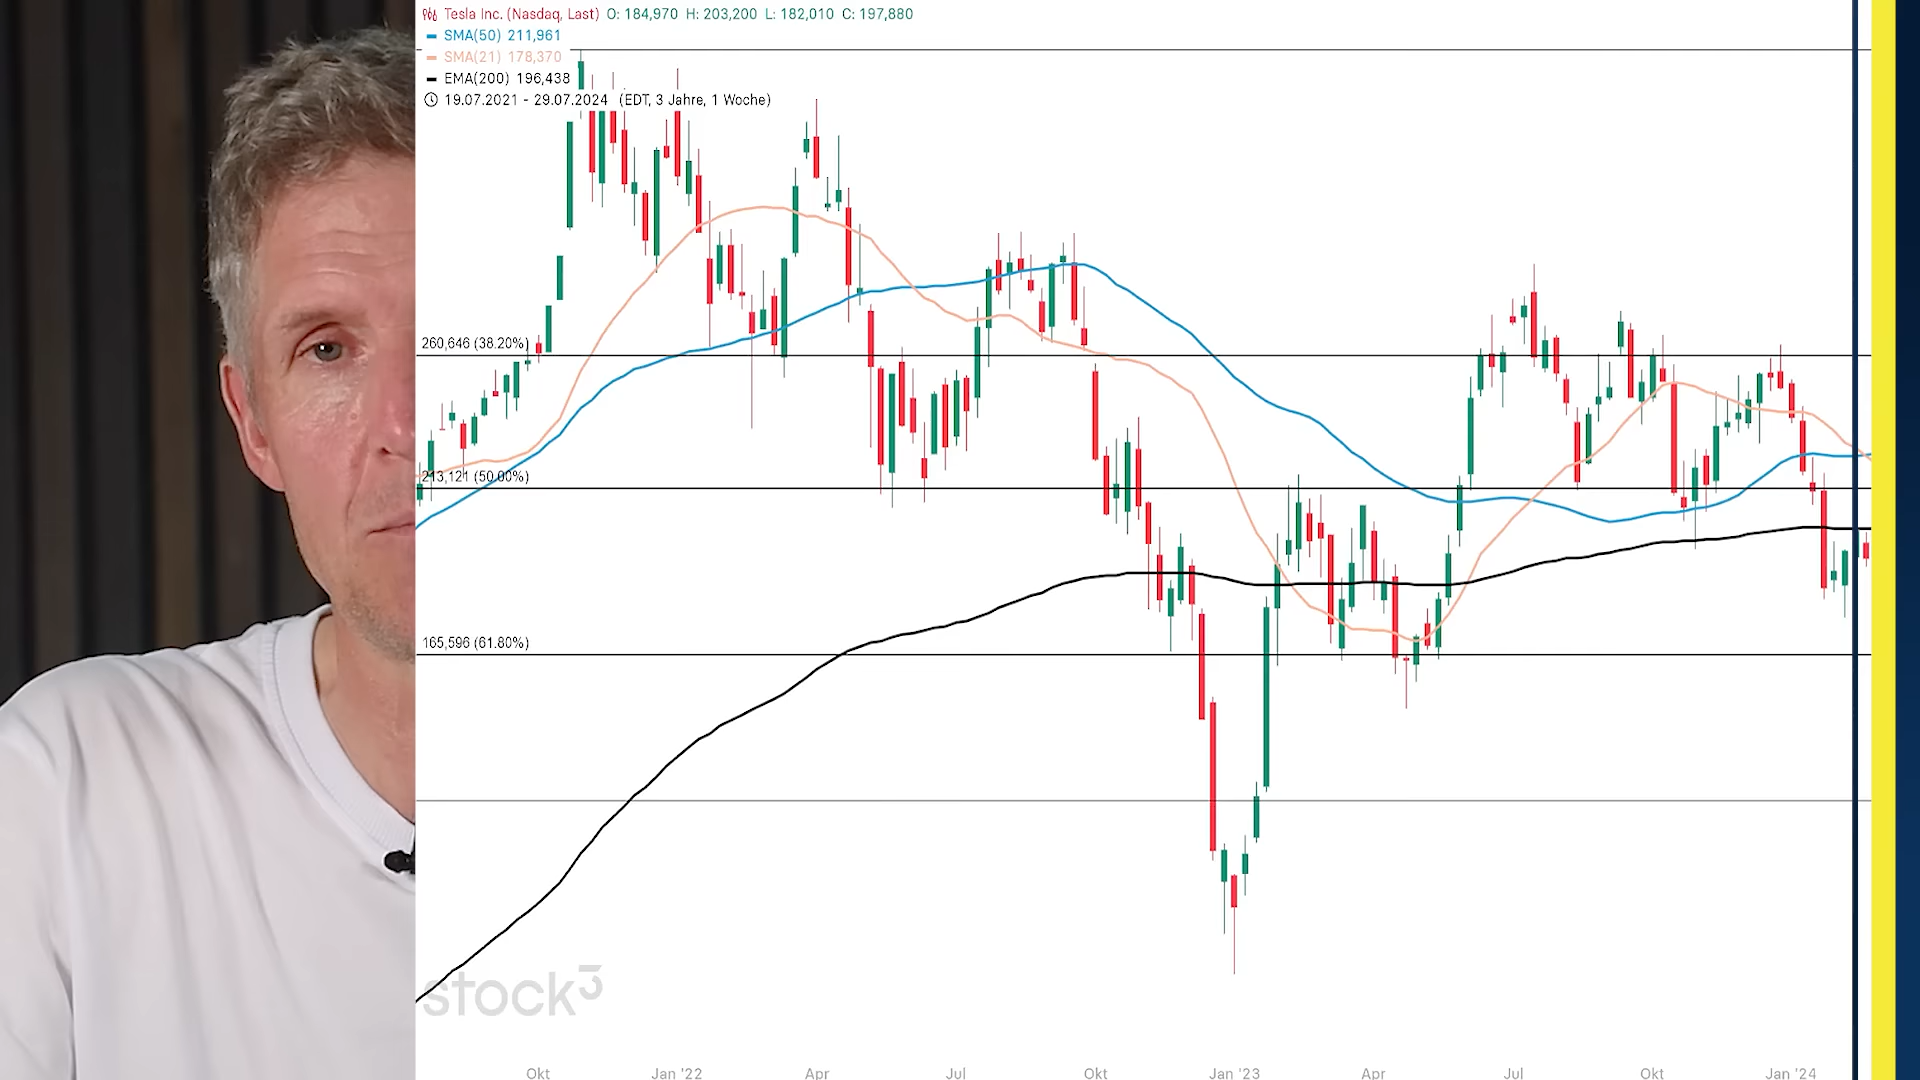 Tesla Inc. (Nasdaq, Last) O: 184,970 H: 203,200 L: 182,010 C: 197,880
SMA(50) 211,961
SMA(21) 178,370
EMA(200) 196,438
19.07.2021 - 29.07.2024 (EDT, 3 Jahre, 1 Woche)
260,646 (38.20%)
213,121 (50.00%)
165,596 (61.80%)
stock3
Okt Jan '22 Apr Jul Okt Jan '23 Apr Jul Okt Jan '24